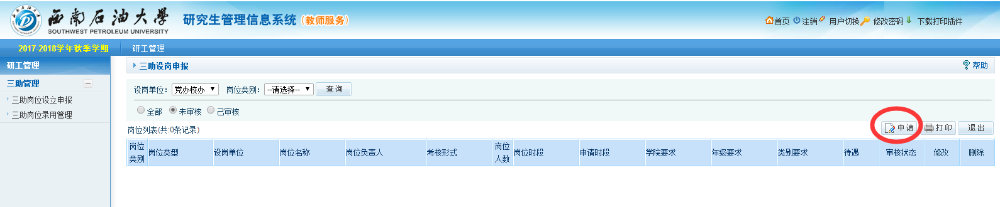 西南石油大学
SOUTHWEST PETROLEUM UNIVERSITY
研究生管理信息系统（教师服务）
首页 注销 用户切换 修改密码 下载打印插件
2017-2018学年秋季学期 研工管理
研工管理
三助管理
三助岗位设立申报
三助岗位录用管理
三助设岗申报
帮助
设岗单位： 党办校办 岗位类别： --请选择-- 查询
全部 未审核 已审核
岗位列表(共:0条记录)
申请 打印 退出
岗位类别 岗位类型 设岗单位 岗位名称 岗位负责人 考核形式 岗位人数 岗位时段 申请时段 学院要求 年级要求 类别要求 待遇 审核状态 修改 删除